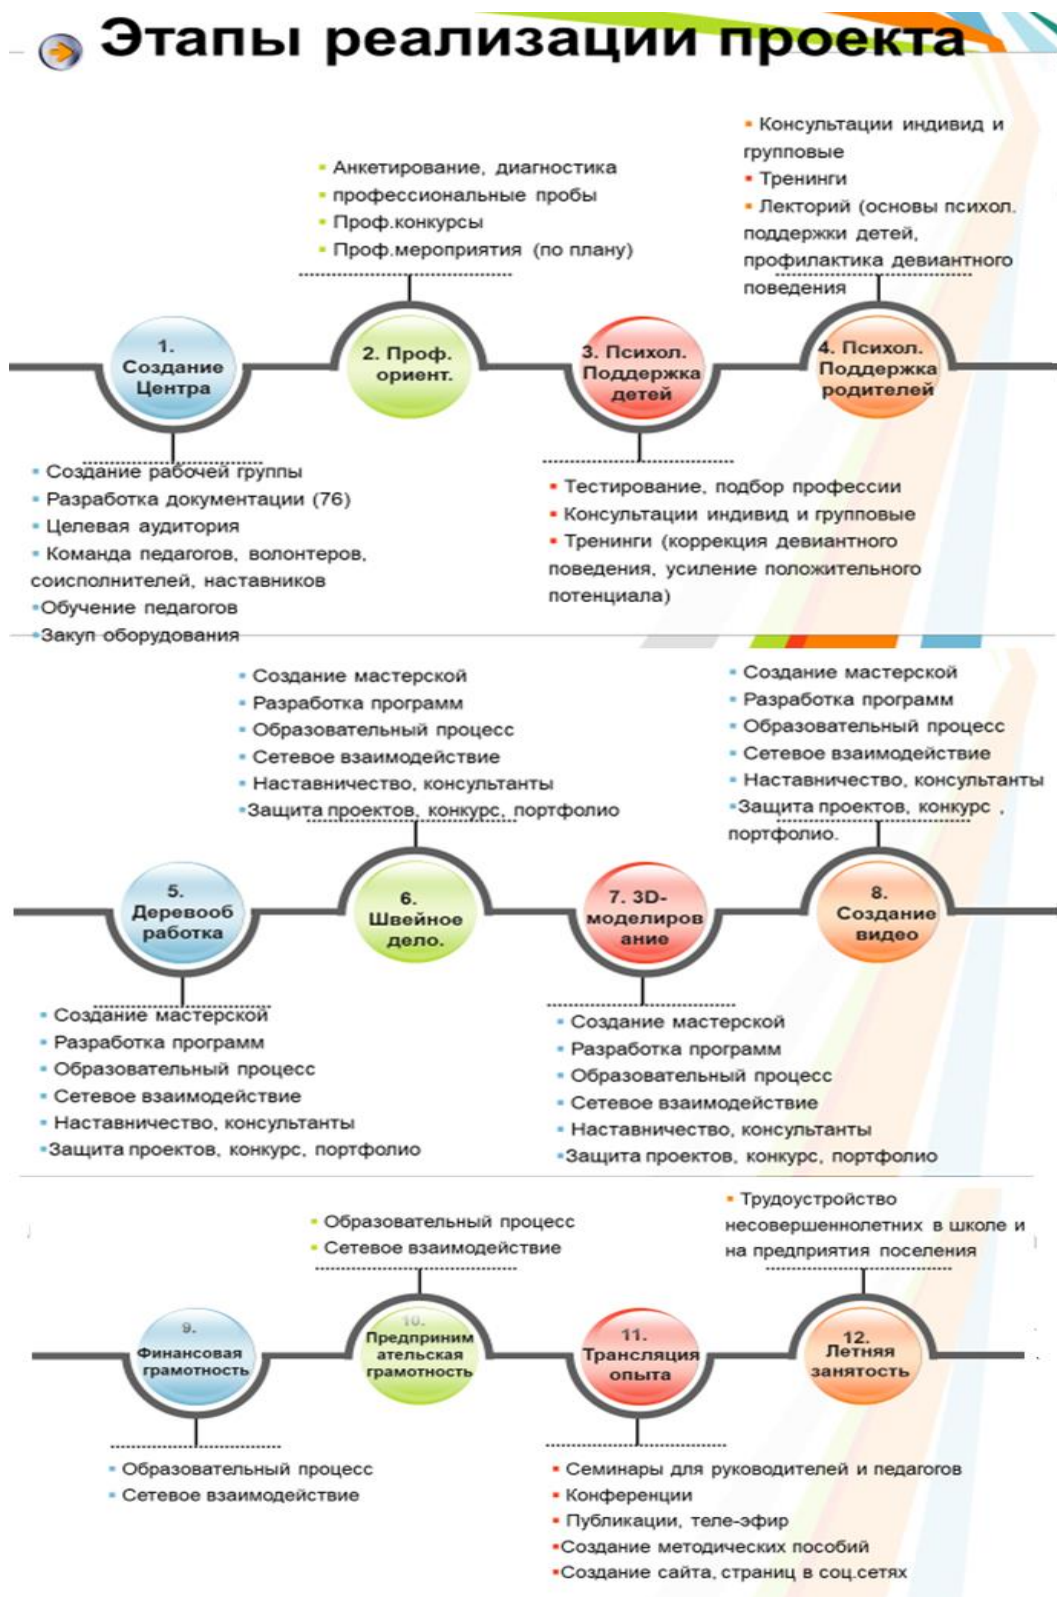 Этапы реализации проекта
1.
Создание
Центра
▪ Создание рабочей группы
▪ Разработка документации (76)
▪ Целевая аудитория
▪ Команда педагогов, волонтеров,
соисполнителей, наставников
▪Обучение педагогов
▪Закуп оборудования
▪ Анкетирование, диагностика
▪ профессиональные пробы
▪ Проф.конкурсы
▪ Проф.мероприятия (по плану)
2. Проф.
ориент.
3. Психол.
Поддержка
детей
▪ Тестирование, подбор профессии
▪ Консультации индивид и групповые
▪ Тренинги (коррекция девиантного
поведения, усиление положительного
потенциала)
▪ Консультации индивид и
групповые
▪ Тренинги
▪ Лекторий (основы психол.
поддержки детей,
профилактика девиантного
поведения
4. Психол.
Поддержка
родителей
5.
Деревооб
работка
▪ Создание мастерской
▪ Разработка программ
▪ Образовательный процесс
▪ Сетевое взаимодействие
▪ Наставничество, консультанты
▪Защита проектов, конкурс, портфолио
▪ Создание мастерской
▪ Разработка программ
▪ Образовательный процесс
▪ Сетевое взаимодействие
▪ Наставничество, консультанты
▪Защита проектов, конкурс, портфолио
6.
Швейное
дело.
7. 3D-
моделиров
ание
▪ Создание мастерской
▪ Разработка программ
▪ Образовательный процесс
▪ Сетевое взаимодействие
▪ Наставничество, консультанты
▪Защита проектов, конкурс, портфолио
▪ Создание мастерской
▪ Разработка программ
▪ Образовательный процесс
▪ Сетевое взаимодействие
▪ Наставничество, консультанты
▪Защита проектов, конкурс ,
портфолио.
8.
Создание
видео
9.
Финансовая
грамотность
▪ Образовательный процесс
▪ Сетевое взаимодействие
▪ Образовательный процесс
▪ Сетевое взаимодействие
10.
Предприним
ательская
грамотность
11.
Трансляция
опыта
▪ Семинары для руководителей и педагогов
▪ Конференции
▪ Публикации, теле-эфир
▪Создание методических пособий
▪Создание сайта, страниц в соц.сетях
▪ Трудоустройство
несовершеннолетних в школе и
на предприятия поселения
12.
Летняя
занятость